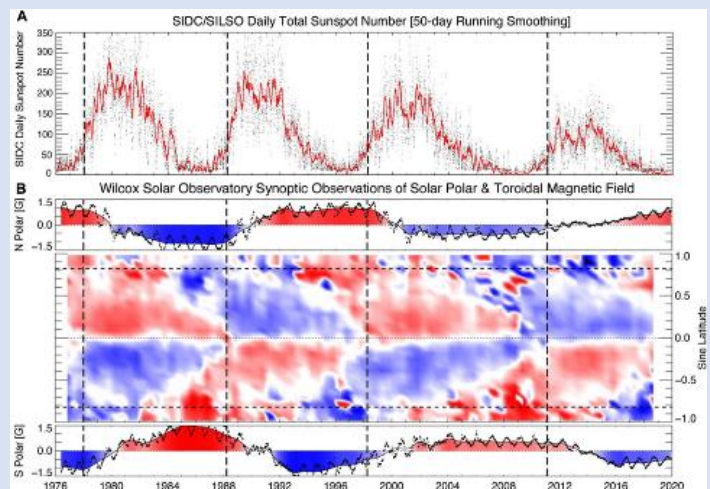 A
SIDC/SILSO Daily Total Sunspot Number [50-day Running Smoothing]
SIDC Daily Sunspot Number
350
300
250
200
150
100
50
0
B
Wilcox Solar Observatory Synoptic Observations of Solar Polar & Toroidal Magnetic Field
N Polar [G]
1.5
0.0
-1.5
1.0
0.5
0.0
-0.5
-1.0
Sine Latitude
S Polar [G]
1.5
0.0
-1.5
1976 1980 1984 1988 1992 1996 2000 2004 2008 2012 2016 2020